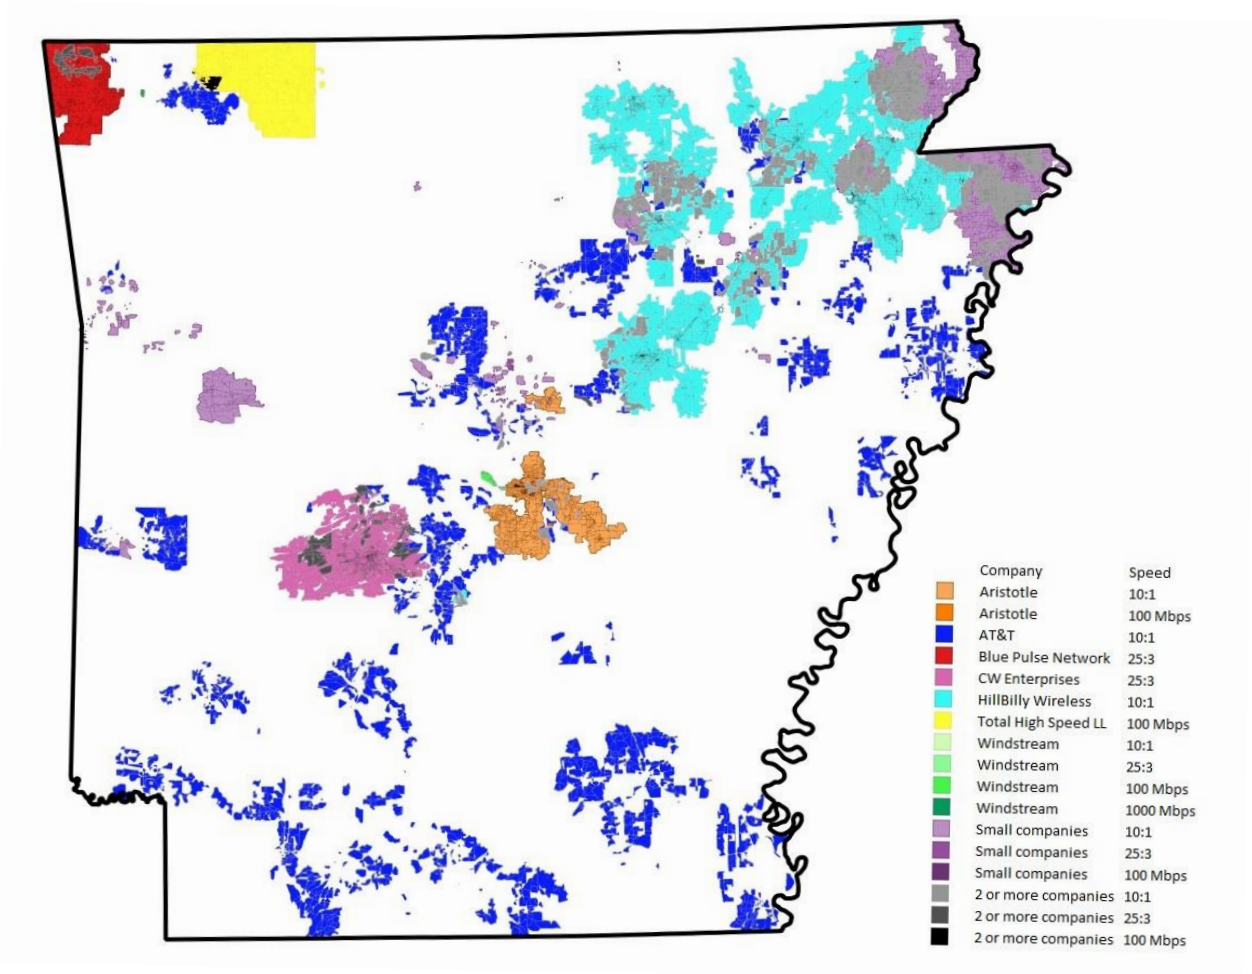 Company Speed
Aristotle 10:1
Aristotle 100 Mbps
AT&T 10:1
Blue Pulse Network 25:3
CW Enterprises 25:3
HillBilly Wireless 10:1
Total High Speed LL 100 Mbps
Windstream 10:1
Windstream 25:3
Windstream 100 Mbps
Windstream 1000 Mbps
Small companies 10:1
Small companies 25:3
Small companies 100 Mbps
2 or more companies 10:1
2 or more companies 25:3
2 or more companies 100 Mbps